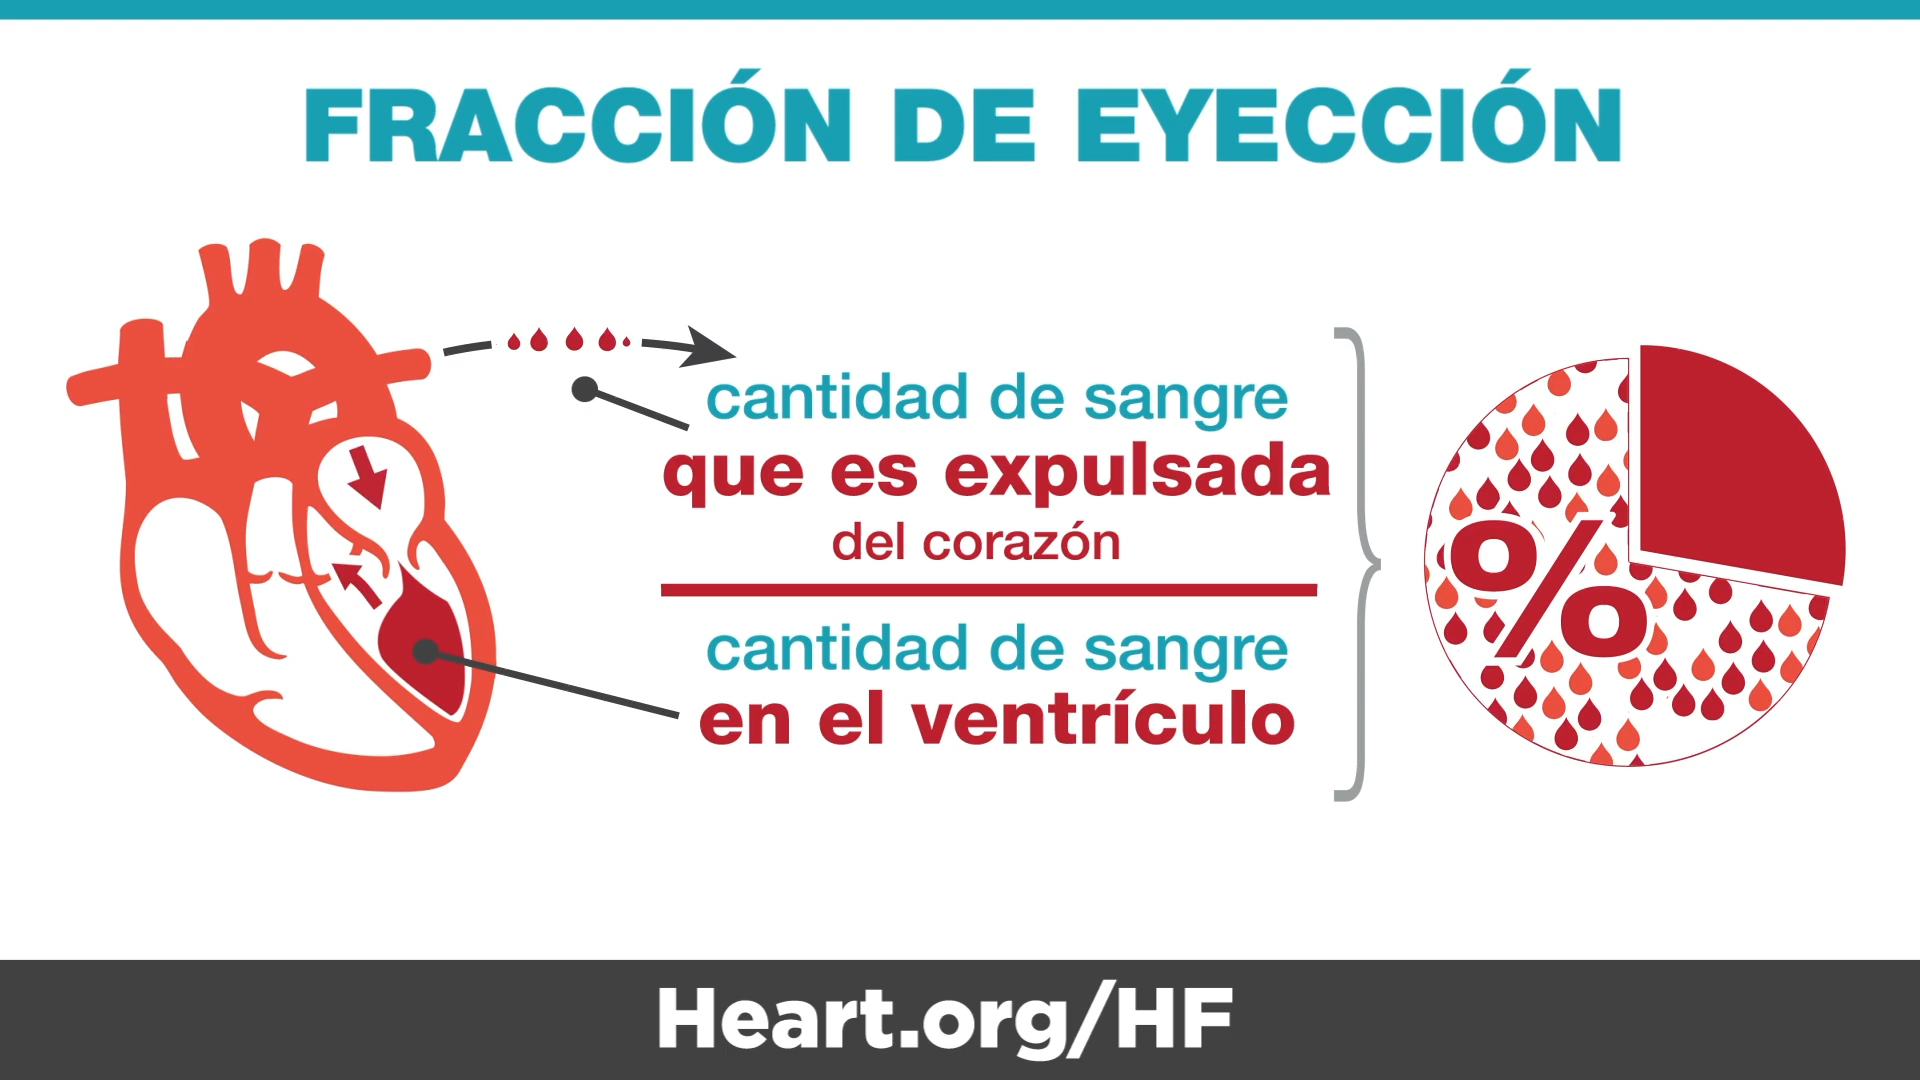 FRACCIÓN DE EYECCIÓN
cantidad de sangre
que es expulsada
del corazón
cantidad de sangre
en el ventrículo
%
Heart.org/HF